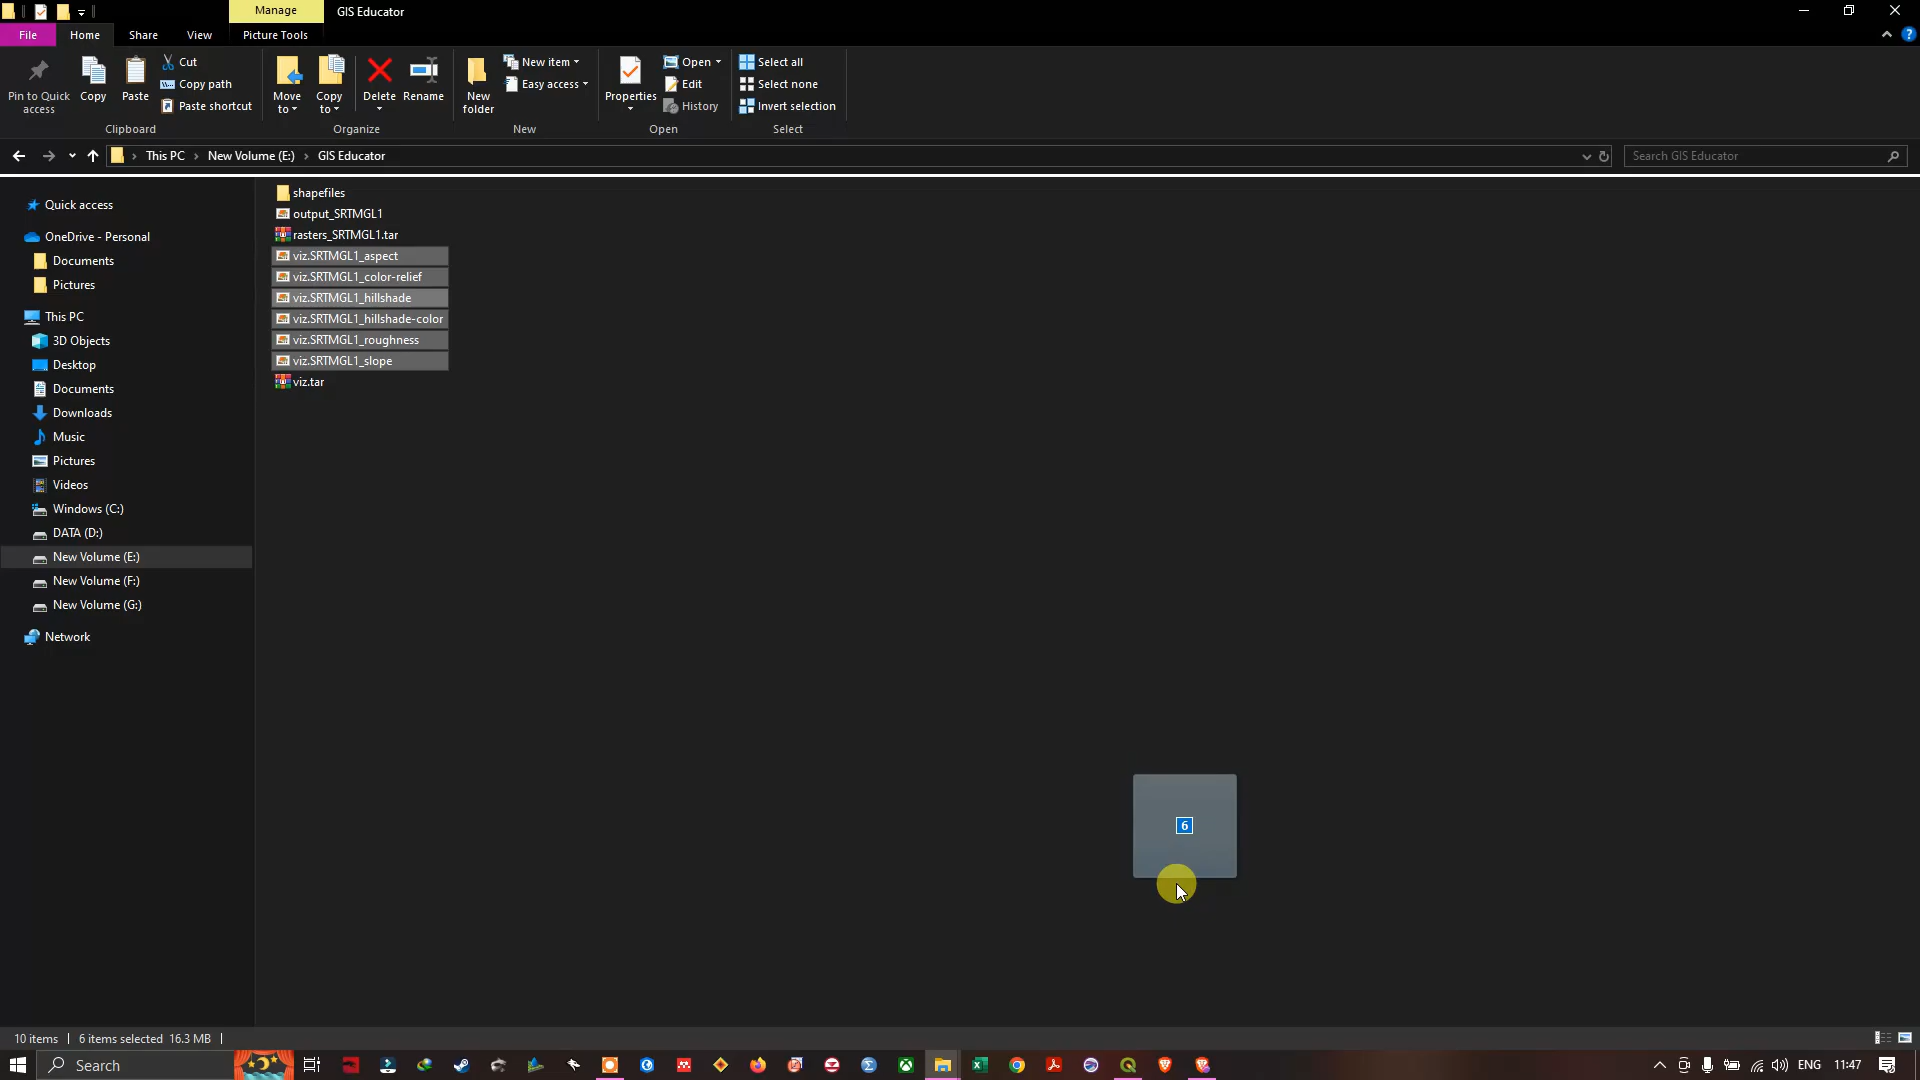 Manage
GIS Educator
File
Home
Share
View
Picture Tools
Pin to Quick access
Copy
Paste
Cut
Copy path
Paste shortcut
Clipboard
Move to
Copy to
Delete
Rename
Organize
New folder
New item
Easy access
New
Properties
Open
Edit
History
Open
Select all
Select none
Invert selection
Select
This PC
New Volume (E:)
GIS Educator
Search GIS Educator
Quick access
OneDrive - Personal
Documents
Pictures
This PC
3D Objects
Desktop
Documents
Downloads
Music
Pictures
Videos
Windows (C:)
DATA (D:)
New Volume (E:)
New Volume (F:)
New Volume (G:)
Network
shapefiles
output_SRTMGL1
rasters_SRTMGL1.tar
viz.SRTMGL1_aspect
viz.SRTMGL1_color-relief
viz.SRTMGL1_hillshade
viz.SRTMGL1_hillshade-color
viz.SRTMGL1_roughness
viz.SRTMGL1_slope
viz.tar
6
10 items
6 items selected 16.3 MB
Search
ENG
11:47